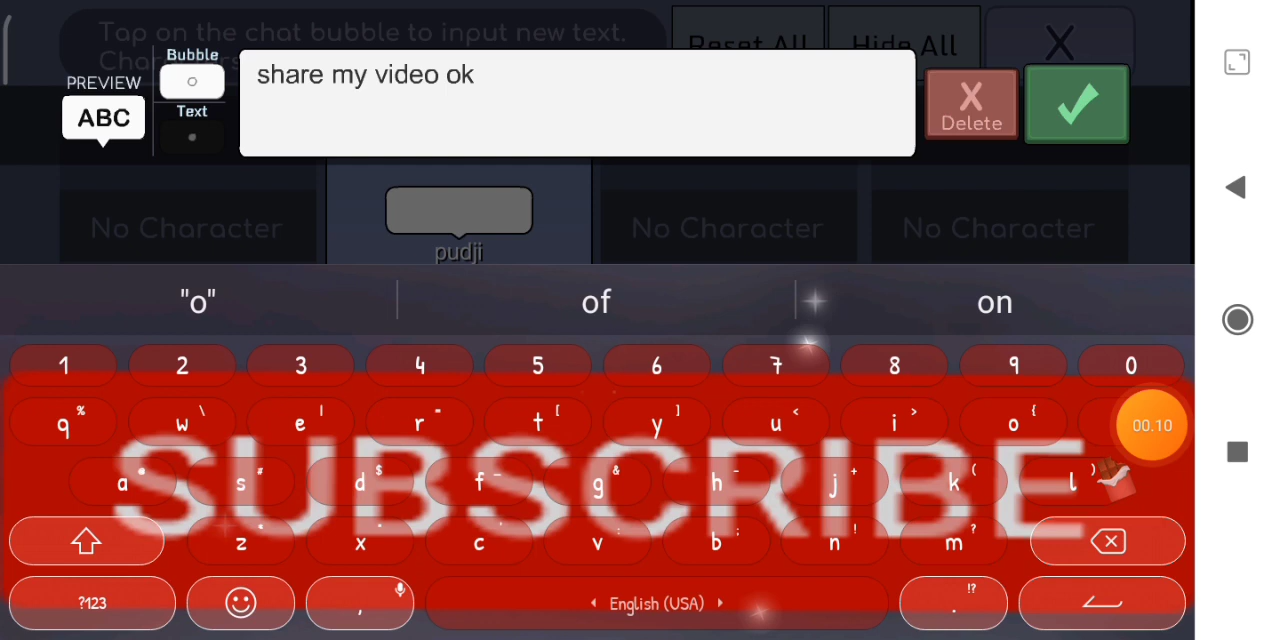 Tap on the chat bubble to input new text.
Reset All
Hide All
X
Bubble
PREVIEW
ABC
Text
share my video ok
X
Delete
No Character
pudji
No Character
No Character
"o"
of
on
1 2 3 4 5 6 7 8 9 0
q % w \ e | r = t [ y ] u < i > o {
00.10
SUBSCRIBE
a s # d $ f _ g & h - j + k ( l )
z x c v : b ; n ! m ?
?123
, English (USA) . !?